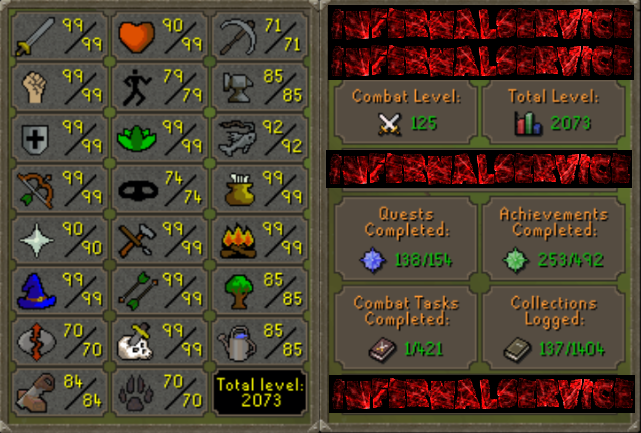 99/99 90/99 71/71
99/99 79/79 85/85
99/99 99/99 92/92
99/99 74/74 99/99
90/90 99/99 99/99
99/99 99/99 85/85
70/70 99/99 85/85
84/84 70/70 Total level:
2073
INFERNALSERVICE
INFERNALSERVICE
Combat Level: Total Level:
125 2073
INFERNALSERVICE
Quests Achievements
Completed: Completed:
138/154 253/492
Combat Tasks Collections
Completed: Logged:
1/421 137/1404
INFERNALSERVICE